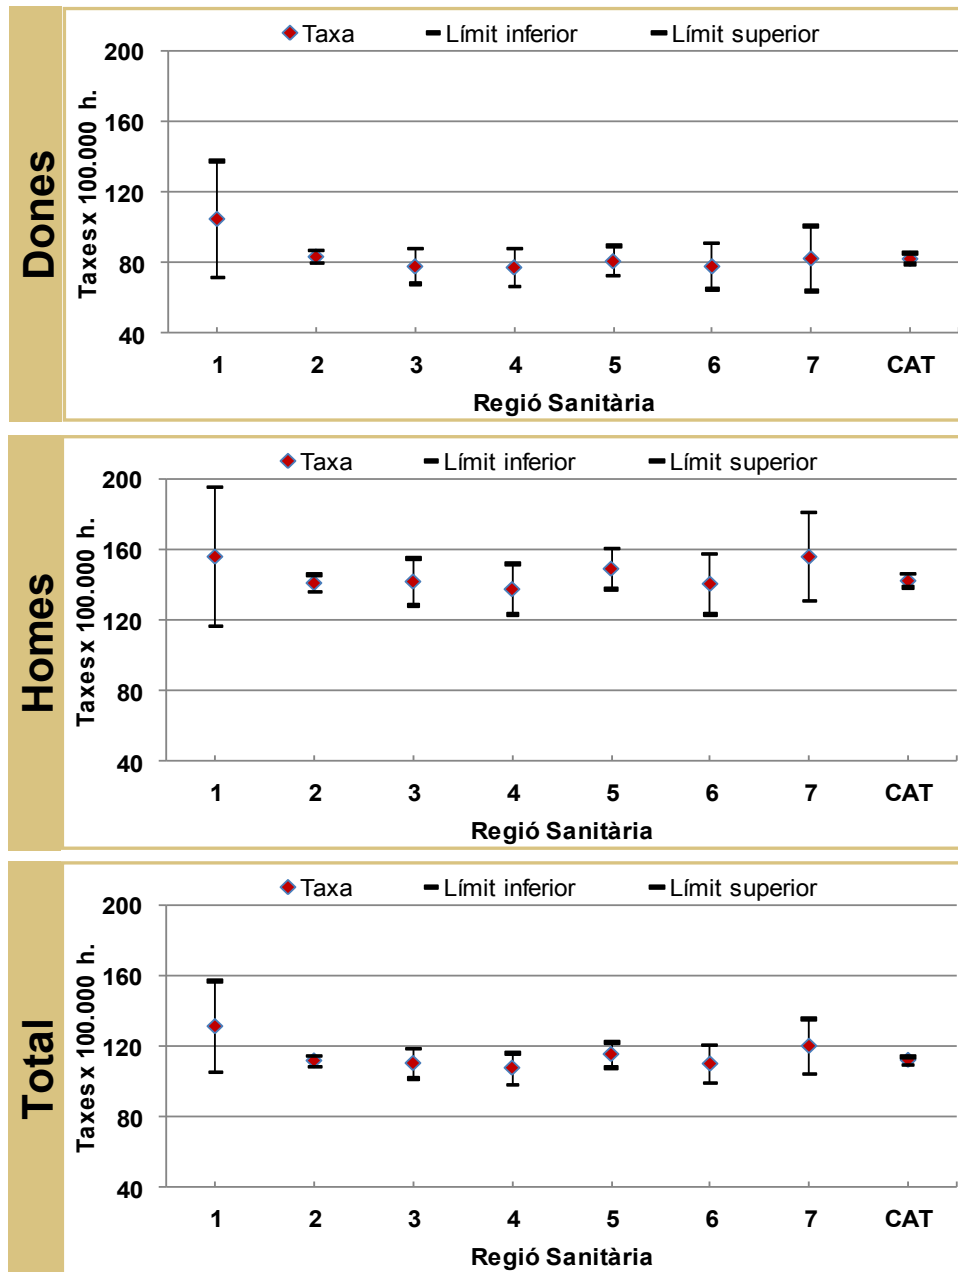 Dones
Taxa Límit inferior Límit superior
Taxes x 100.000 h.
200
160
120
80
40
1 2 3 4 5 6 7 CAT
Regió Sanitària
Homes
Taxa Límit inferior Límit superior
Taxes x 100.000 h.
200
160
120
80
40
1 2 3 4 5 6 7 CAT
Regió Sanitària
Total
Taxa Límit inferior Límit superior
Taxes x 100.000 h.
200
160
120
80
40
1 2 3 4 5 6 7 CAT
Regió Sanitària